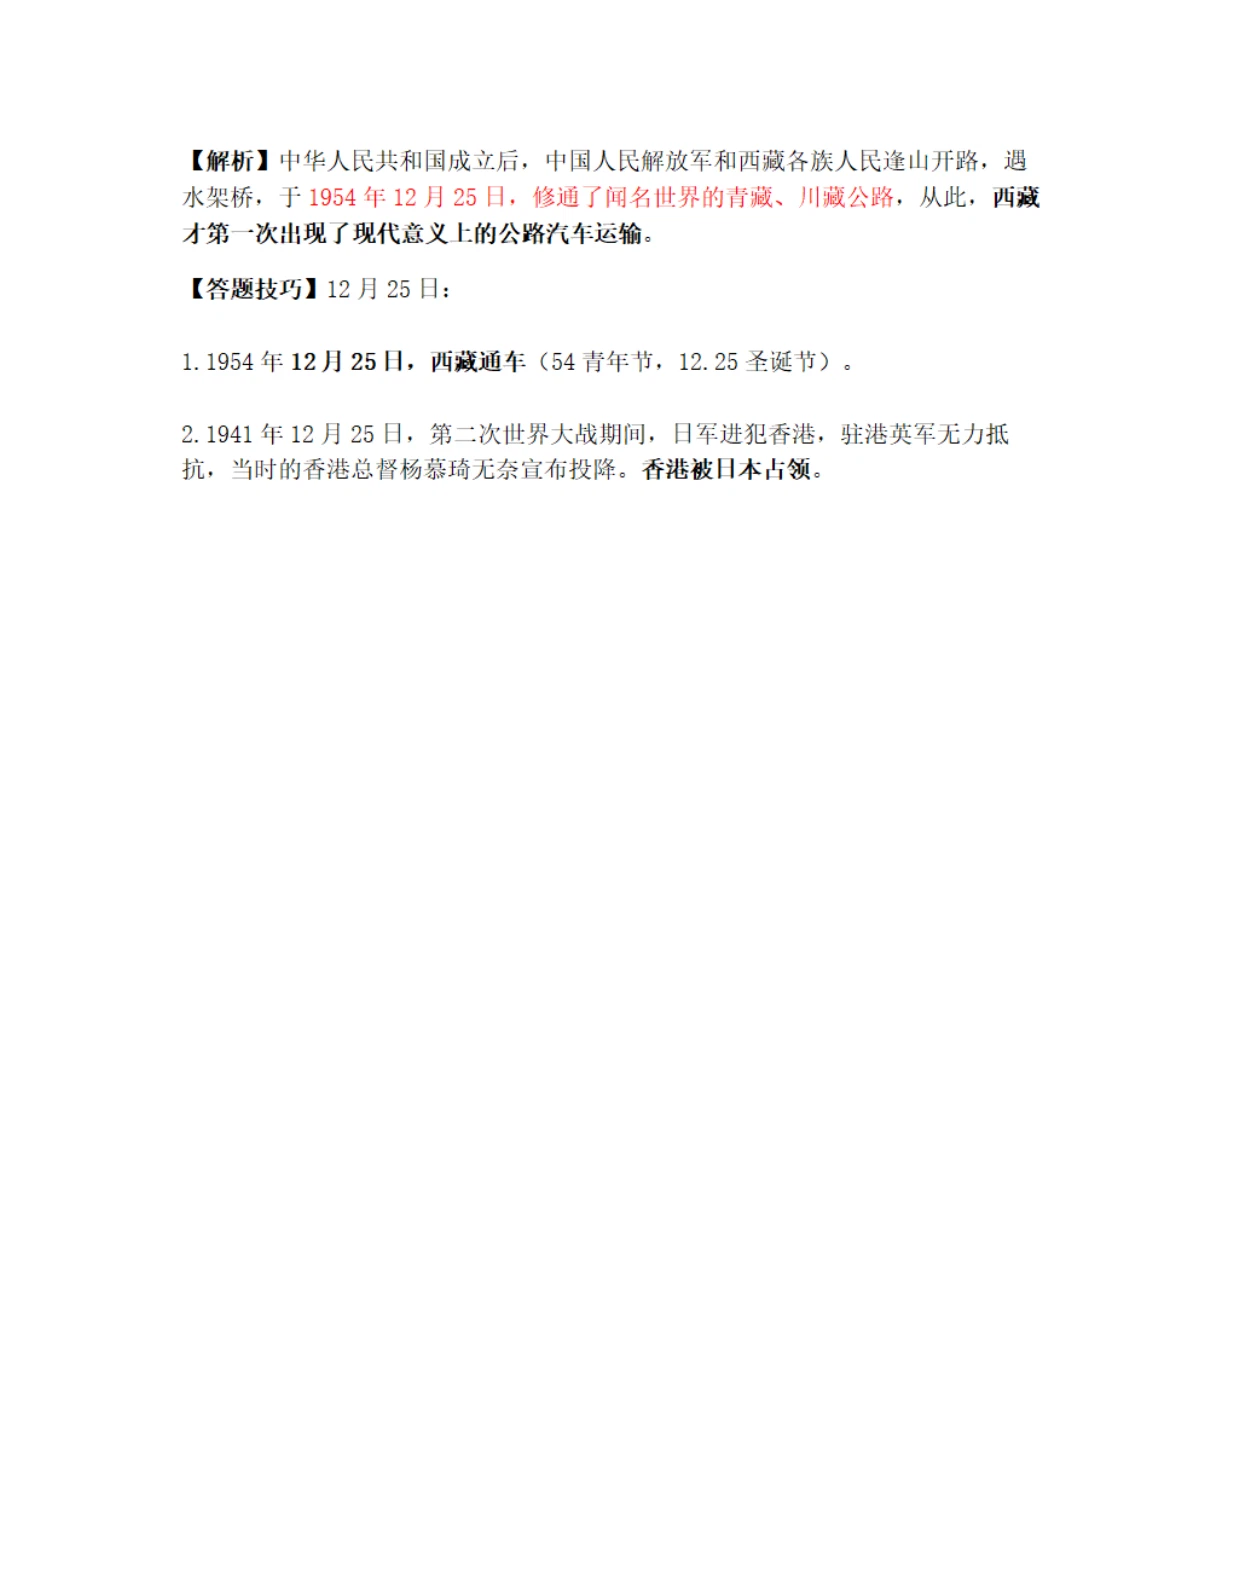 【解析】中华人民共和国成立后，中国人民解放军和西藏各族人民逢山开路，遇
水架桥，于 1954 年 12 月 25 日，修通了闻名世界的青藏、川藏公路，从此，西藏
才第一次出现了现代意义上的公路汽车运输。
【答题技巧】12 月 25 日：
1.1954 年 12 月 25 日，西藏通车（54 青年节，12.25 圣诞节）。
2.1941 年 12 月 25 日，第二次世界大战期间，日军进犯香港，驻港英军无力抵
抗，当时的香港总督杨慕琦无奈宣布投降。香港被日本占领。